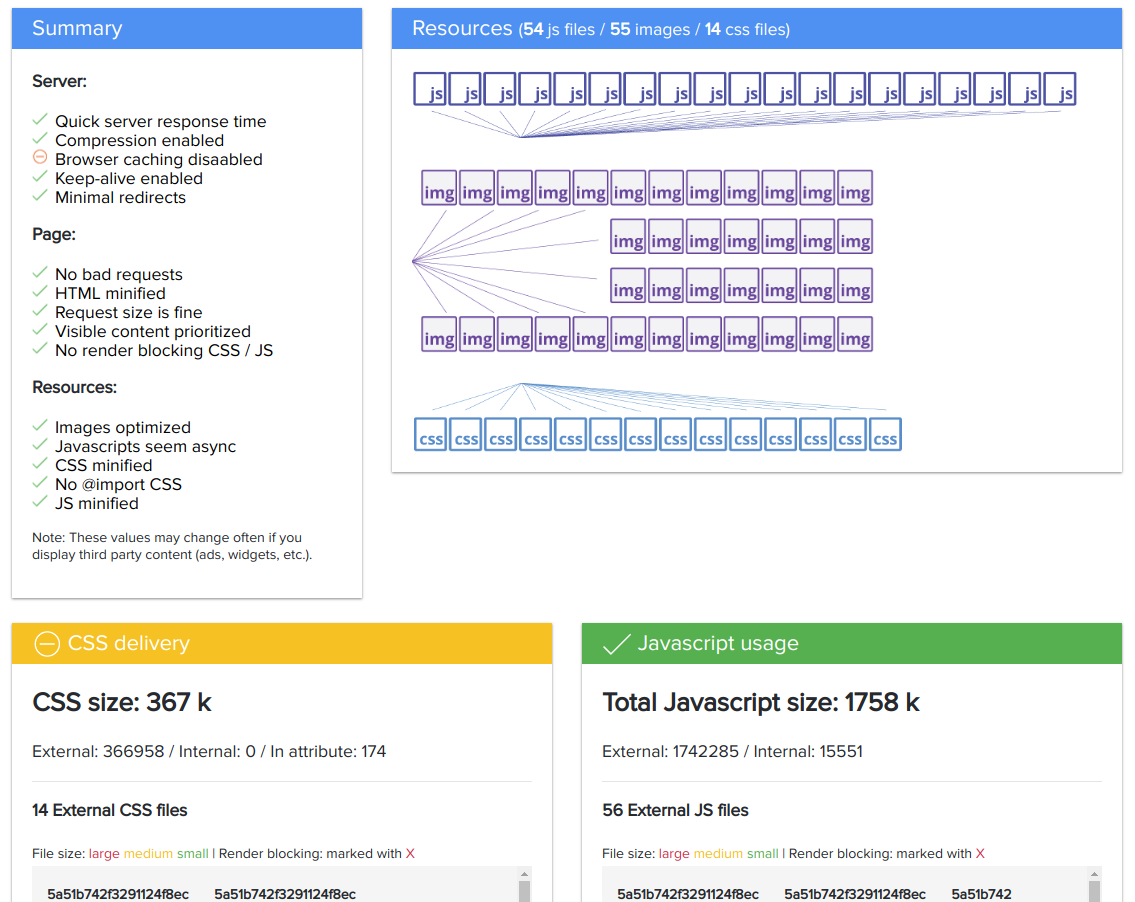 Summary
Server:
Quick server response time
Compression enabled
Browser caching disaabled
Keep-alive enabled
Minimal redirects
Page:
No bad requests
HTML minified
Request size is fine
Visible content prioritized
No render blocking CSS / JS
Resources:
Images optimized
Javascripts seem async
CSS minified
No @import CSS
JS minified
Note: These values may change often if you
display third party content (ads, widgets, etc.).
Resources (54 js files / 55 images / 14 css files)
js js js js js js js js js js js js js js js js js js js
img img img img img img img img img img img img
img img img img img img img
img img img img img img img
img img img img img img img img img img img img
css css css css css css css css css css css css css css
CSS delivery
CSS size: 367 k
External: 366958 / Internal: 0 / In attribute: 174
14 External CSS files
File size: large medium small | Render blocking: marked with X
5a51b742f3291124f8ec 5a51b742f3291124f8ec
Javascript usage
Total Javascript size: 1758 k
External: 1742285 / Internal: 15551
56 External JS files
File size: large medium small | Render blocking: marked with X
5a51b742f3291124f8ec 5a51b742f3291124f8ec 5a51b742